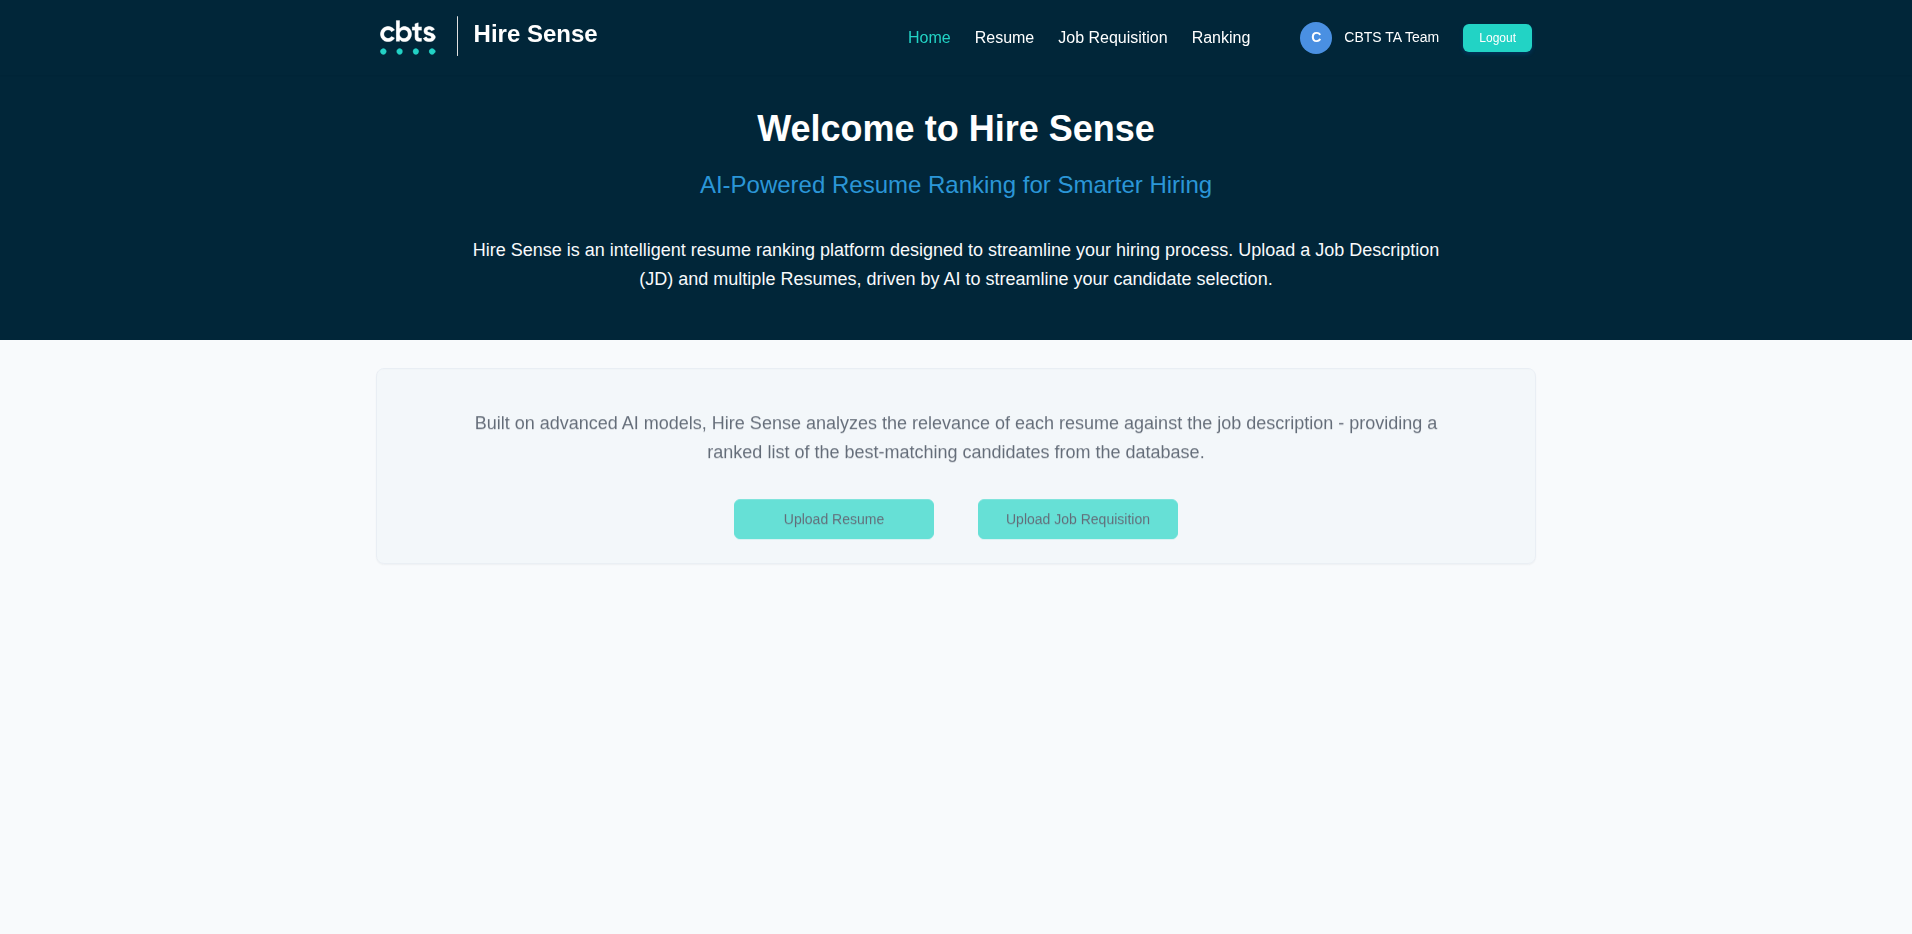 cbts
Hire Sense
Home
Resume
Job Requisition
Ranking
C
CBTS TA Team
Logout
Welcome to Hire Sense
AI-Powered Resume Ranking for Smarter Hiring
Hire Sense is an intelligent resume ranking platform designed to streamline your hiring process. Upload a Job Description
(JD) and multiple Resumes, driven by AI to streamline your candidate selection.
Built on advanced AI models, Hire Sense analyzes the relevance of each resume against the job description - providing a
ranked list of the best-matching candidates from the database.
Upload Resume
Upload Job Requisition